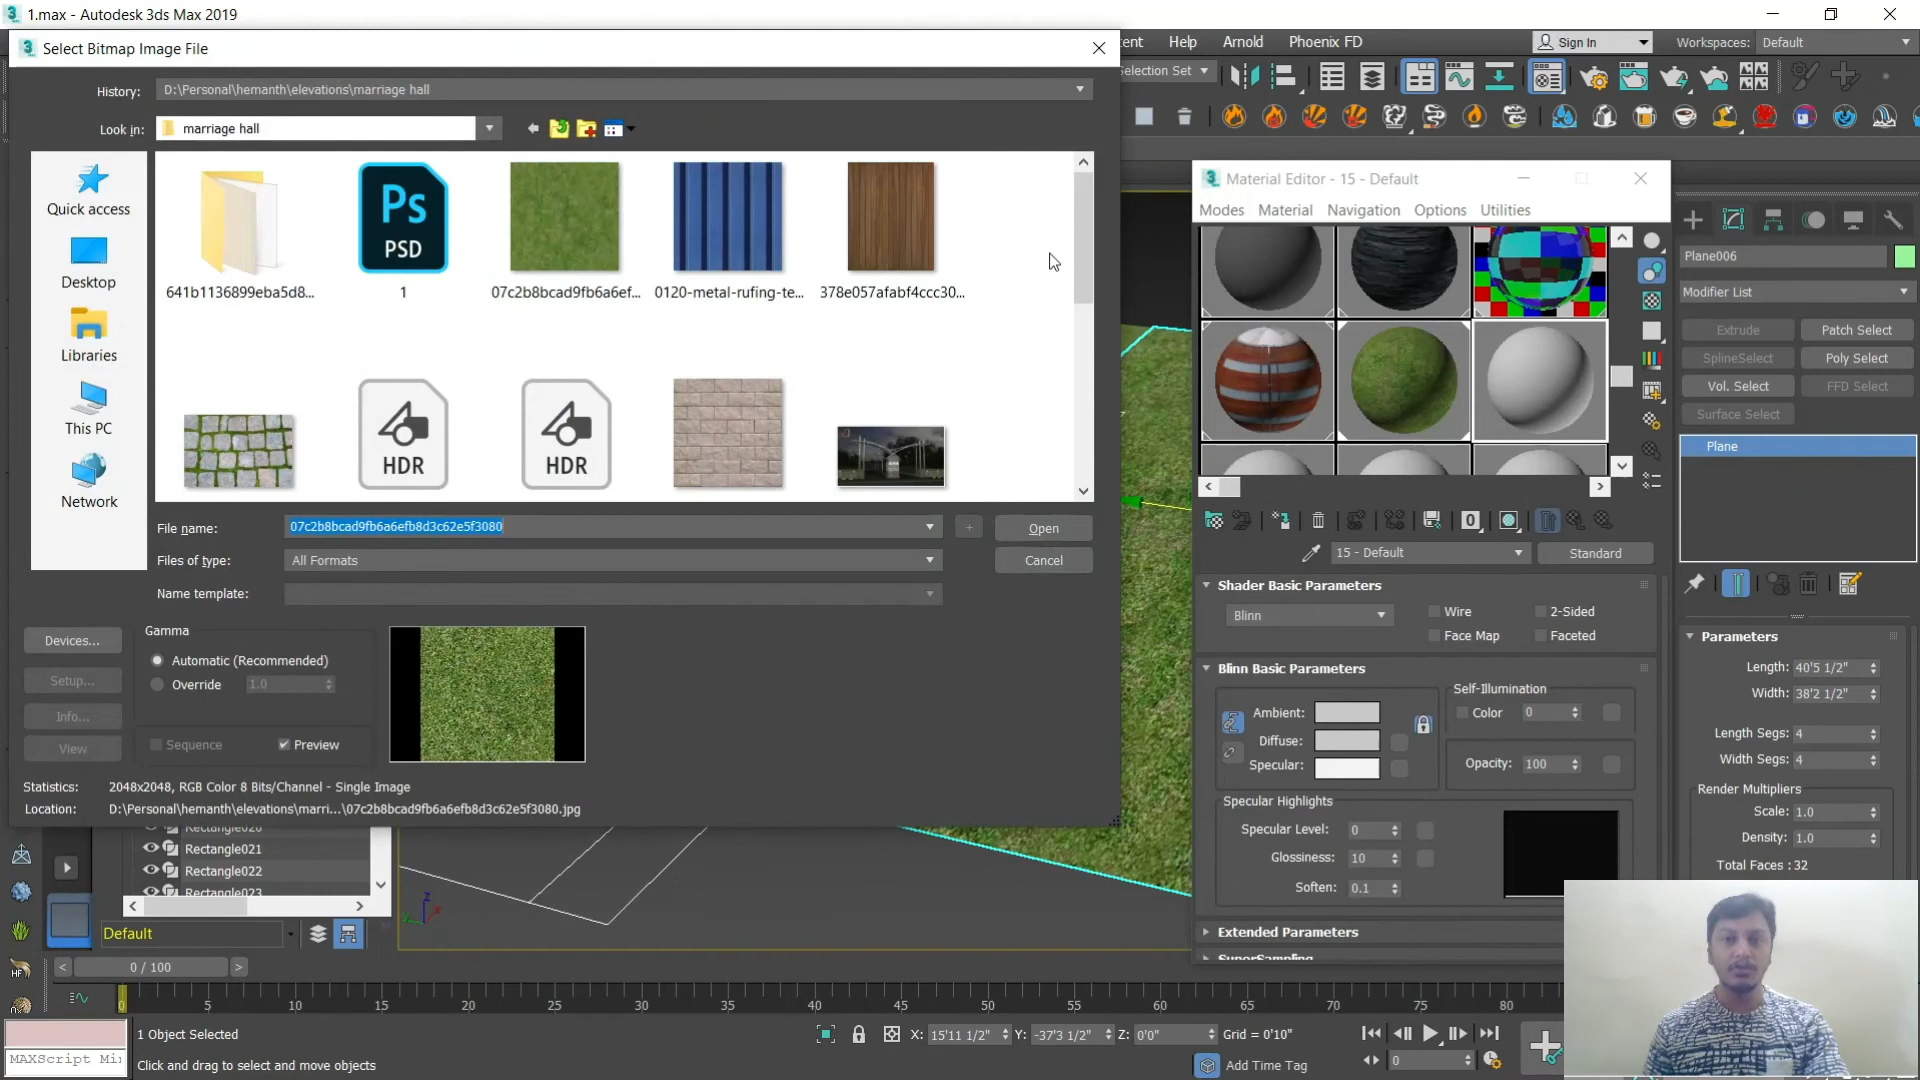 1.max - Autodesk 3ds Max 2019
Select Bitmap Image File
ent Help Arnold Phoenix FD
Sign In
Workspaces: Default
History: D:\Personal\hemanth\elevations\marriage hall
Selection Set
Look in: marriage hall
Quick access
Desktop
Libraries
This PC
Network
Ps
PSD
641b1136899eba5d8...
1
07c2b8bcad9fb6a6ef...
0120-metal-rufing-te...
378e057afabf4ccc30...
HDR
HDR
File name: 07c2b8bcad9fb6a6efb8d3c62e5f3080
Open
Files of type: All Formats
Cancel
Name template:
Devices...
Setup...
Info...
View
Gamma
Automatic (Recommended)
Override 1.0
Sequence
Preview
Statistics: 2048x2048, RGB Color 8 Bits/Channel - Single Image
Location: D:\Personal\hemanth\elevations\marri...\07c2b8bcad9fb6a6efb8d3c62e5f3080.jpg
Material Editor - 15 - Default
Modes Material Navigation Options Utilities
0
15 - Default
Standard
Shader Basic Parameters
Blinn
Wire
2-Sided
Face Map
Faceted
Blinn Basic Parameters
Self-Illumination
Ambient:
Color 0
Diffuse:
Specular:
Opacity: 100
Specular Highlights
Specular Level: 0
Glossiness: 10
Soften: 0.1
Extended Parameters
SuperSampling
Plane006
Modifier List
Extrude
Patch Select
SplineSelect
Poly Select
Vol. Select
FFD Select
Surface Select
Plane
Parameters
Length: 40'5 1/2"
Width: 38'2 1/2"
Length Segs: 4
Width Segs: 4
Render Multipliers
Scale: 1.0
Density: 1.0
Total Faces : 32
Rectangle020
Rectangle021
Rectangle022
Rectangle023
z
Default
0 / 100
0 5 10 15 20 25 30 35 40 45 50 55 60 65 70 75 80
1 Object Selected
X: 15'11 1/2" Y: -37'3 1/2" Z: 0'0" Grid = 0'10"
MAXScript Mi
Click and drag to select and move objects
Add Time Tag
0